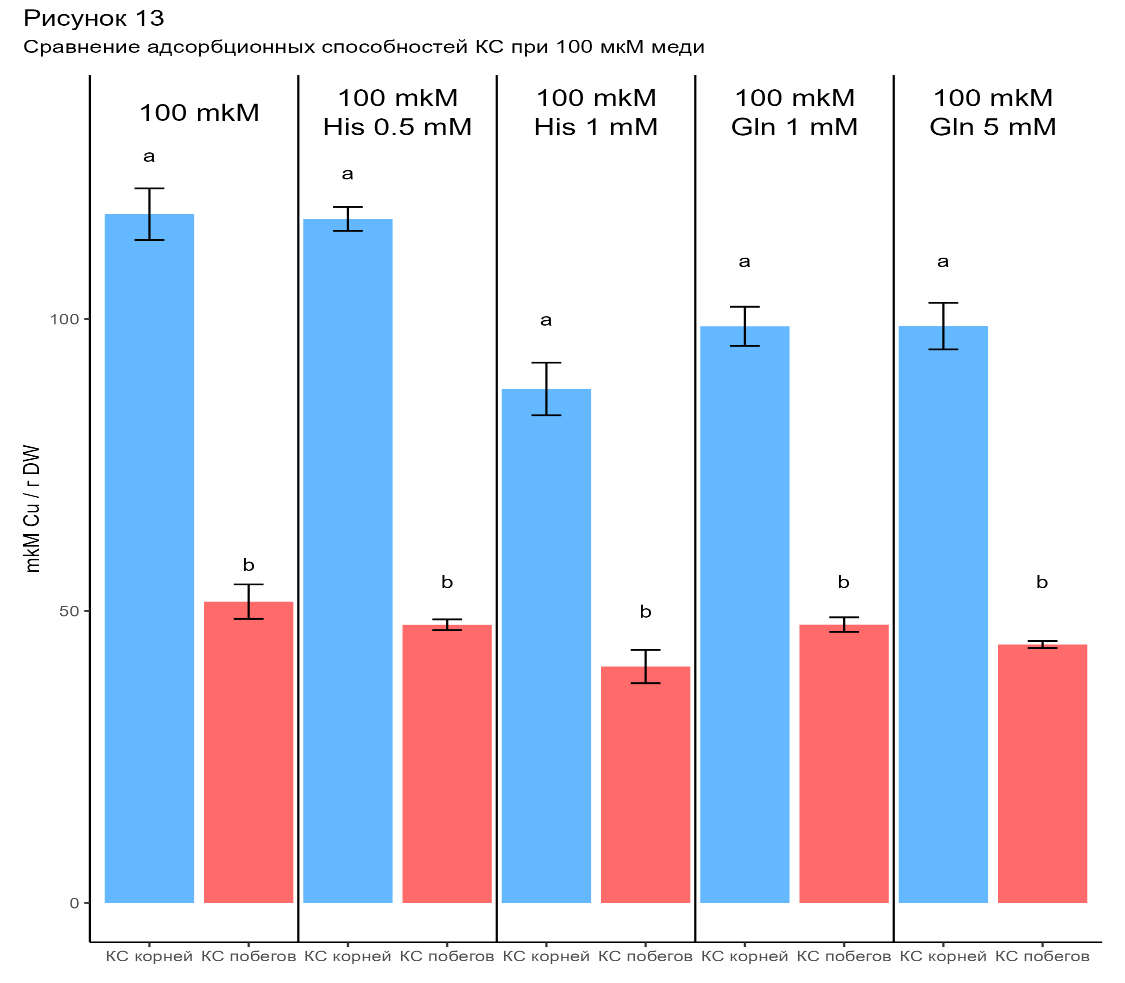 Рисунок 13
Сравнение адсорбционных способностей КС при 100 мкМ меди
100 mkM
100 mkM
His 0.5 mM
100 mkM
His 1 mM
100 mkM
Gln 1 mM
100 mkM
Gln 5 mM
a
b
a
b
a
b
a
b
a
b
100
50
0
mkM Cu / г DW
КС корней КС побегов КС корней КС побегов КС корней КС побегов КС корней КС побегов КС корней КС побегов